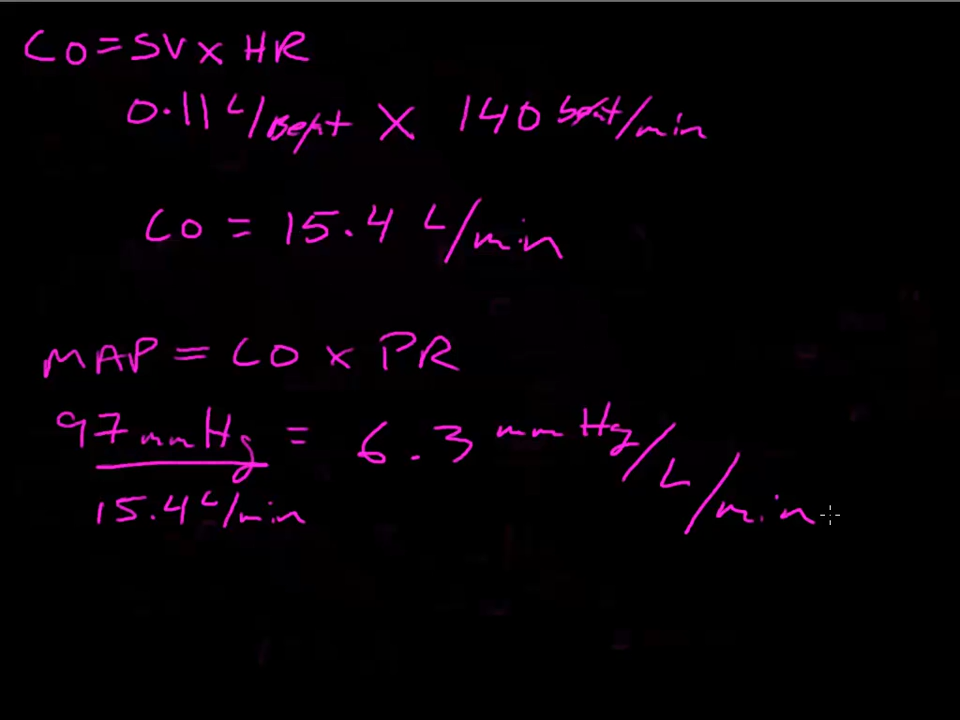 CO = SV x HR
0.11 L/Beat X 140 beat/min
CO = 15.4 L/min
MAP = CO x PR
97 mmHg = 6.3 mmHg/L/min
15.4 L/min